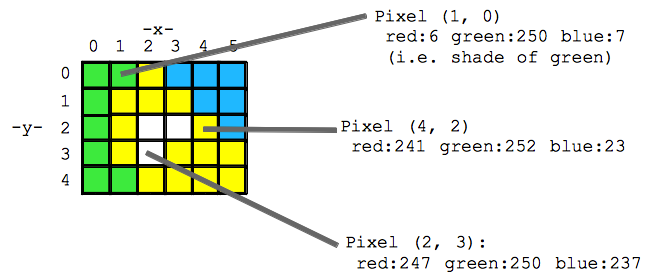 -x-
0 1 2 3 4 5
0
1
-y- 2
3
4
Pixel (1, 0)
red:6 green:250 blue:7
(i.e. shade of green)
Pixel (4, 2)
red:241 green:252 blue:23
Pixel (2, 3):
red:247 green:250 blue:237